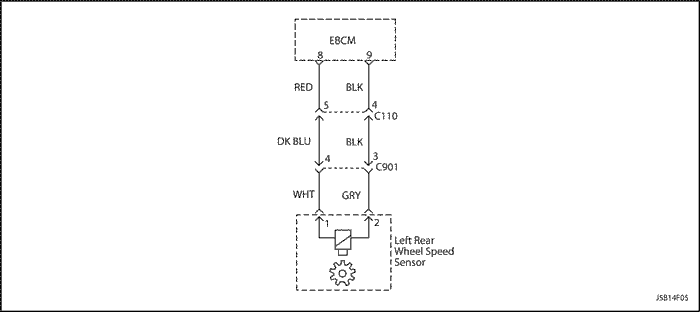 EBCM
8 9
RED BLK
5 4
C110
DK BLU BLK
4 3
C901
WHT GRY
1 2
Left Rear
Wheel Speed
Sensor
JSB14F05